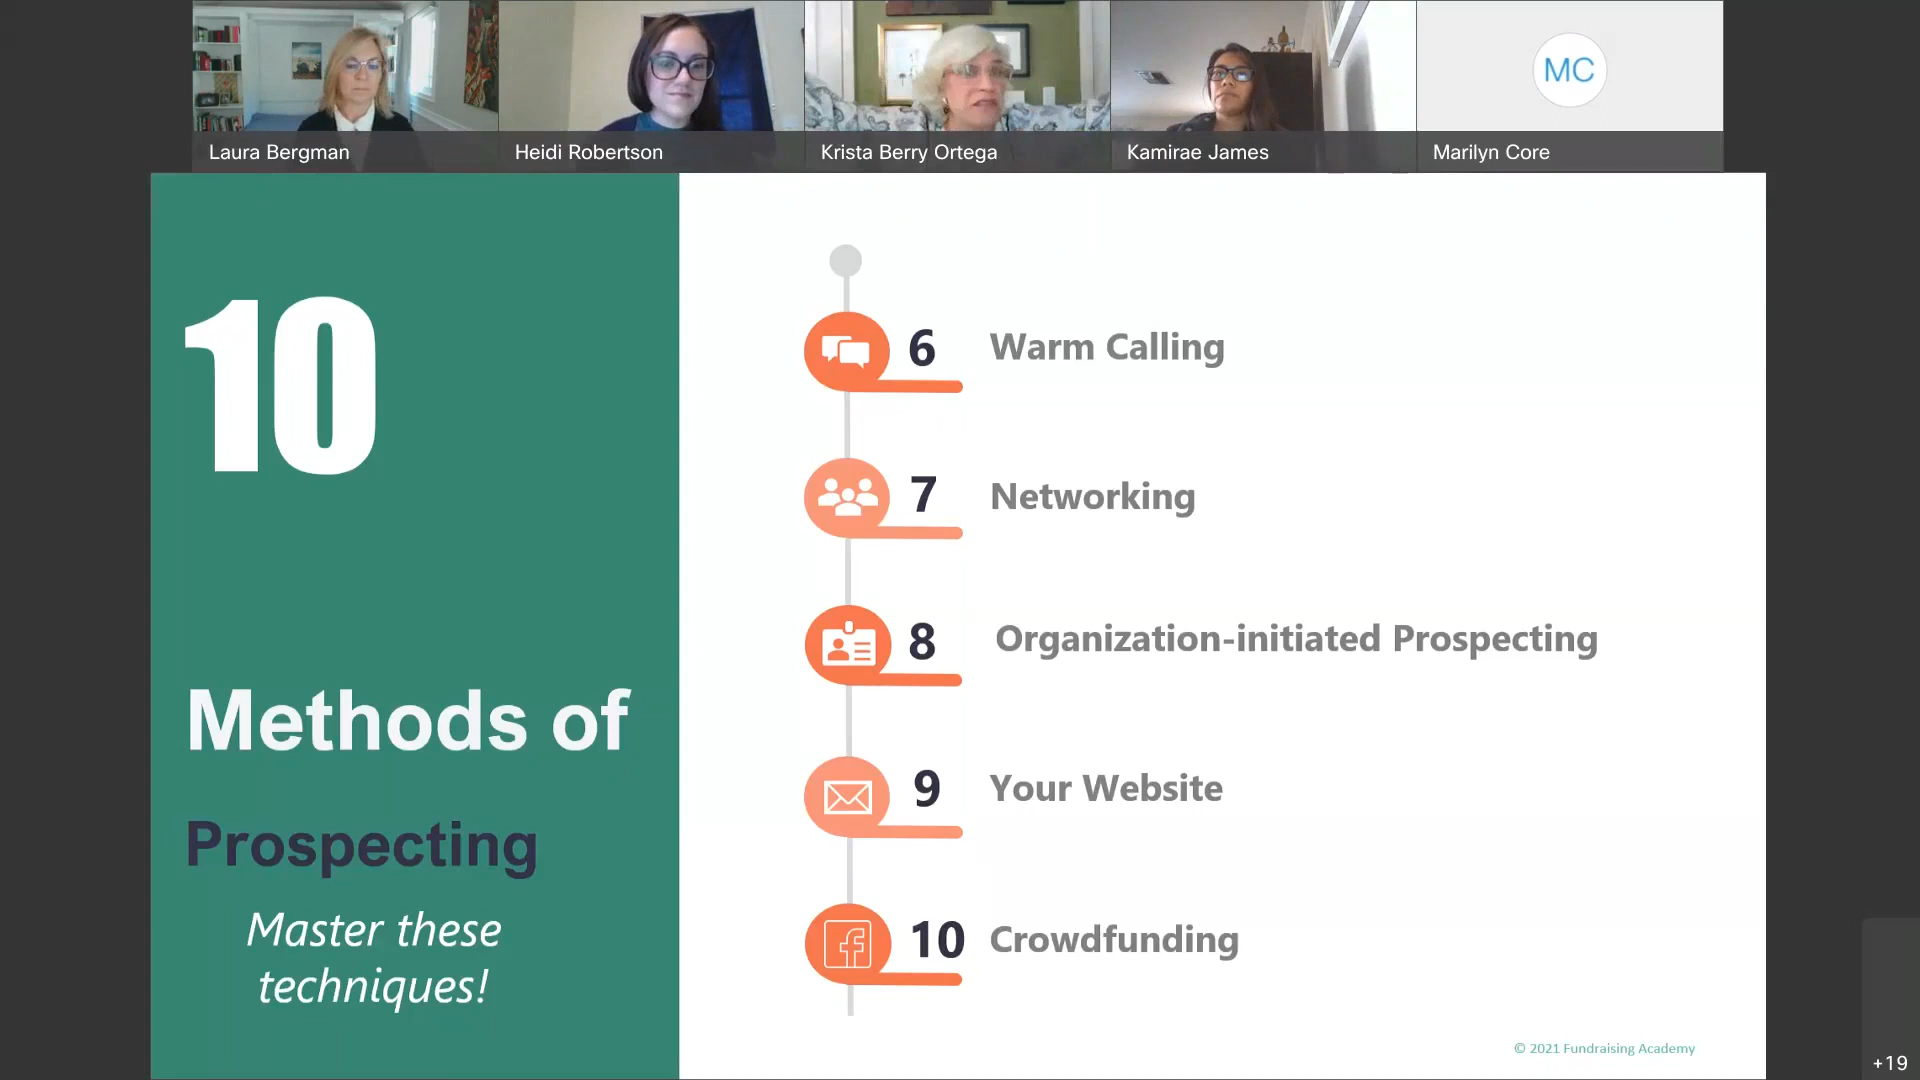 Laura Bergman
Heidi Robertson
Krista Berry Ortega
Kamirae James
MC
Marilyn Core
10
Methods of
Prospecting
Master these
techniques!
6 Warm Calling
7 Networking
8 Organization-initiated Prospecting
9 Your Website
10 Crowdfunding
© 2021 Fundraising Academy
+19